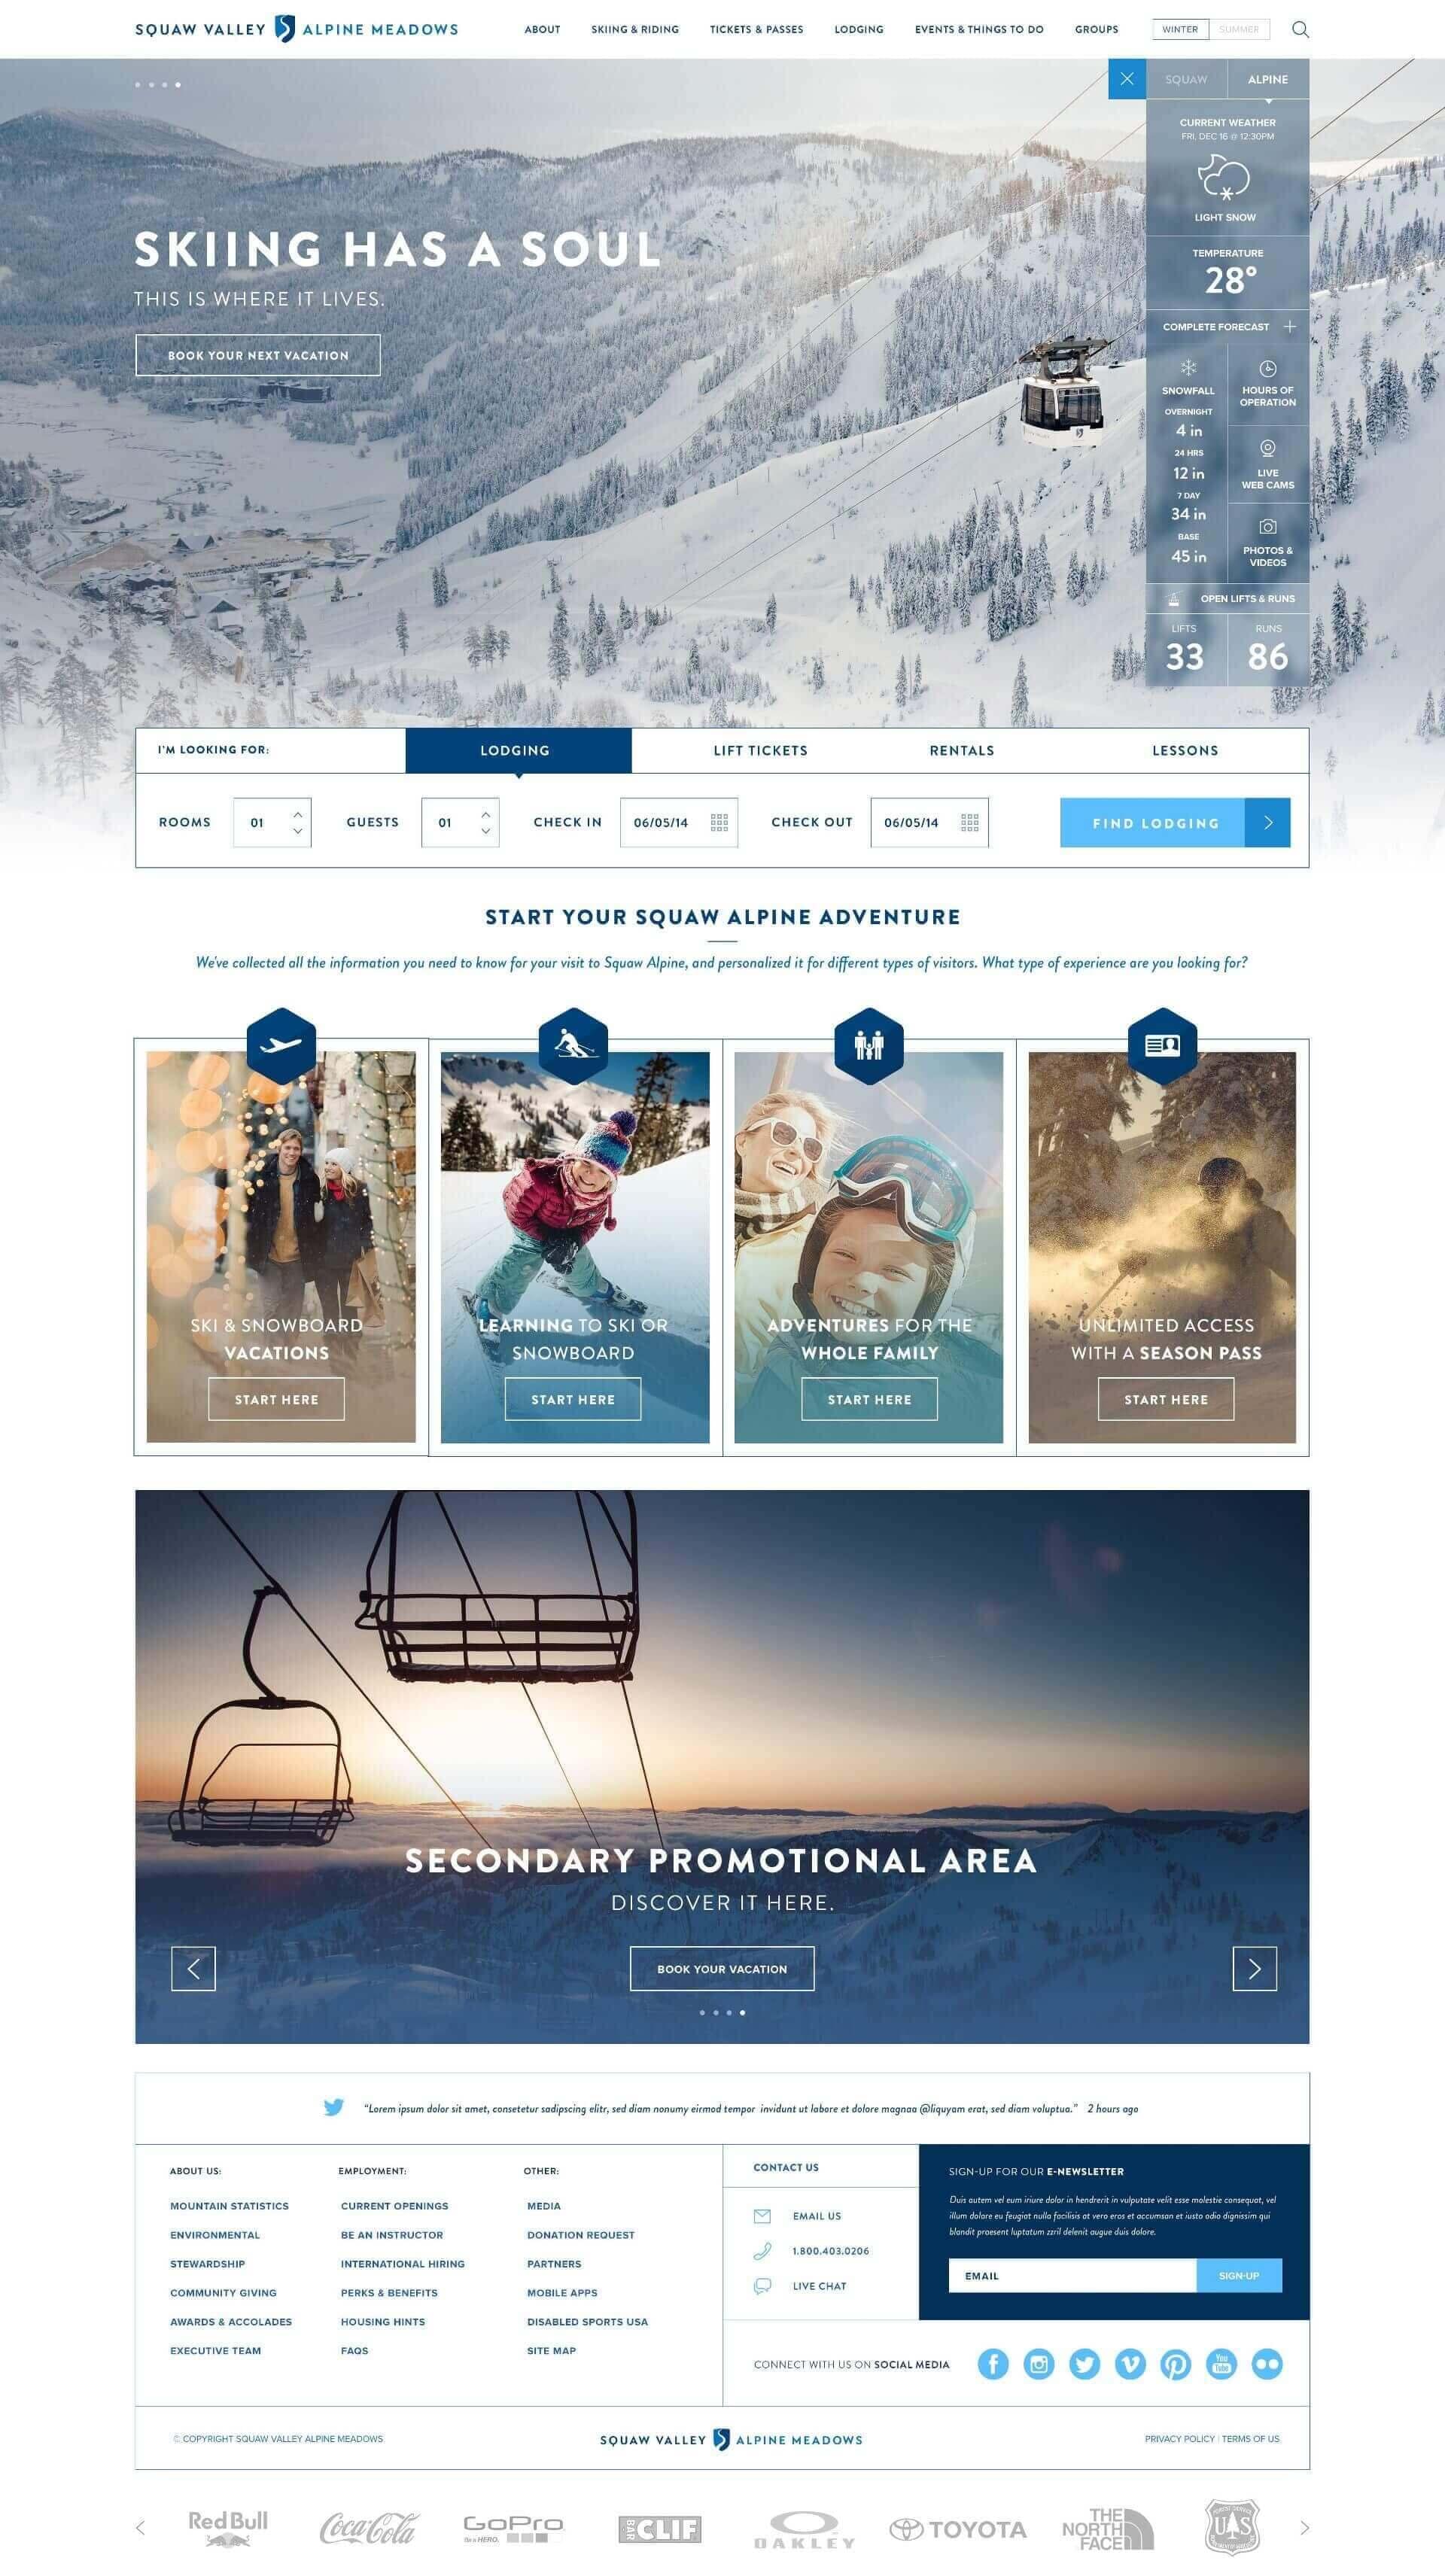 SQUAW VALLEY ALPINE MEADOWS
ABOUT SKIING & RIDING TICKETS & PASSES LODGING EVENTS & THINGS TO DO GROUPS WINTER SUMMER
SQUAW ALPINE
CURRENT WEATHER
FRI, DEC 16 @ 12:30PM
LIGHT SNOW
TEMPERATURE
28°
COMPLETE FORECAST
SNOWFALL
OVERNIGHT
4 in
24 HRS
12 in
7 DAY
34 in
BASE
45 in
HOURS OF
OPERATION
LIVE
WEB CAMS
PHOTOS &
VIDEOS
OPEN LIFTS & RUNS
LIFTS
33
RUNS
86
SKIING HAS A SOUL
THIS IS WHERE IT LIVES.
BOOK YOUR NEXT VACATION
I'M LOOKING FOR: LODGING LIFT TICKETS RENTALS LESSONS
ROOMS 01 GUESTS 01 CHECK IN 06/05/14 CHECK OUT 06/05/14 FIND LODGING
START YOUR SQUAW ALPINE ADVENTURE
We've collected all the information you need to know for your visit to Squaw Alpine, and personalized it for different types of visitors. What type of experience are you looking for?
SKI & SNOWBOARD
VACATIONS
START HERE
LEARNING TO SKI OR
SNOWBOARD
START HERE
ADVENTURES FOR THE
WHOLE FAMILY
START HERE
UNLIMITED ACCESS
WITH A SEASON PASS
START HERE
SECONDARY PROMOTIONAL AREA
DISCOVER IT HERE.
BOOK YOUR VACATION
"Lorem ipsum dolor sit amet, consetetur sadipscing elitr, sed diam nonumy eirmod tempor invidunt ut labore et dolore magnaa @liquyam erat, sed diam voluptua." 2 hours ago
ABOUT US:
MOUNTAIN STATISTICS
ENVIRONMENTAL
STEWARDSHIP
COMMUNITY GIVING
AWARDS & ACCOLADES
EXECUTIVE TEAM
EMPLOYMENT:
CURRENT OPENINGS
BE AN INSTRUCTOR
INTERNATIONAL HIRING
PERKS & BENEFITS
HOUSING HINTS
FAQS
OTHER:
MEDIA
DONATION REQUEST
PARTNERS
MOBILE APPS
DISABLED SPORTS USA
SITE MAP
CONTACT US
EMAIL US
1.800.403.0206
LIVE CHAT
SIGN-UP FOR OUR E-NEWSLETTER
Duis autem vel eum iriure dolor in hendrerit in vulputate velit esse molestie consequat, vel
illum dolore eu feugiat nulla facilisis at vero eros et accumsan et iusto odio dignissim qui
blandit praesent luptatum zzril delenit augue duis dolore.
EMAIL SIGN-UP
CONNECT WITH US ON SOCIAL MEDIA
You
Tube
© COPYRIGHT SQUAW VALLEY ALPINE MEADOWS
SQUAW VALLEY ALPINE MEADOWS
PRIVACY POLICY | TERMS OF US
Red Bull
Coca-Cola
GoPro
Be a HERO.
CLIF
BAR
OAKLEY
TOYOTA
THE
NORTH
FACE
UAS